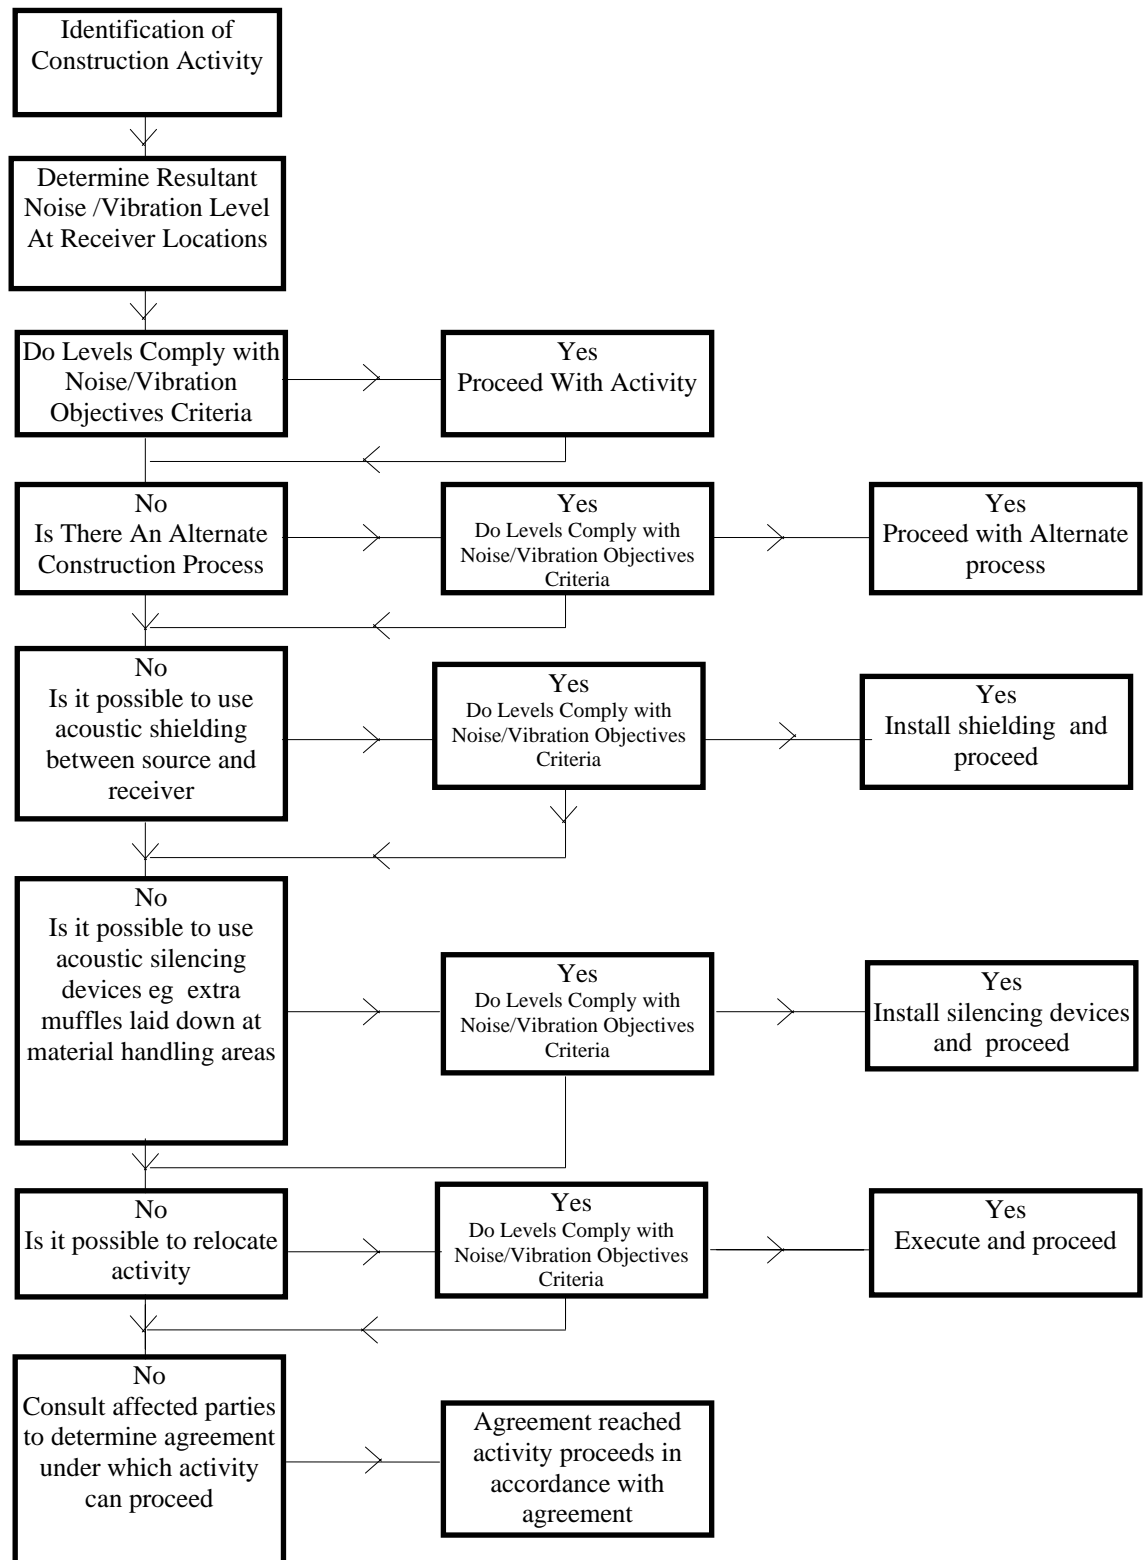 Identification of
Construction Activity
Determine Resultant
Noise /Vibration Level
At Receiver Locations
Do Levels Comply with
Noise/Vibration
Objectives Criteria
Yes
Proceed With Activity
No
Is There An Alternate
Construction Process
Yes
Do Levels Comply with
Noise/Vibration Objectives
Criteria
Yes
Proceed with Alternate
process
No
Is it possible to use
acoustic shielding
between source and
receiver
Yes
Do Levels Comply with
Noise/Vibration Objectives
Criteria
Yes
Install shielding and
proceed
No
Is it possible to use
acoustic silencing
devices eg extra
muffles laid down at
material handling areas
Yes
Do Levels Comply with
Noise/Vibration Objectives
Criteria
Yes
Install silencing devices
and proceed
No
Is it possible to relocate
activity
Yes
Do Levels Comply with
Noise/Vibration Objectives
Criteria
Yes
Execute and proceed
No
Consult affected parties
to determine agreement
under which activity
can proceed
Agreement reached
activity proceeds in
accordance with
agreement